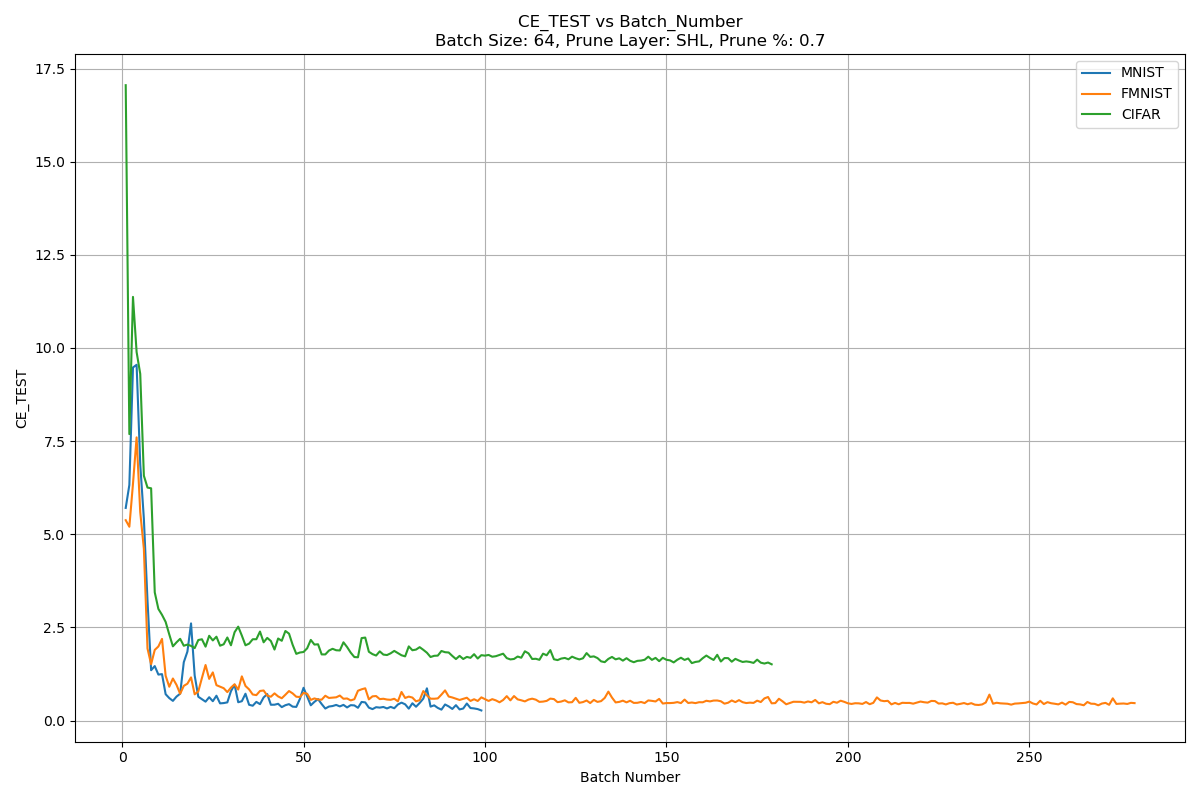 CE_TEST vs Batch_Number
Batch Size: 64, Prune Layer: SHL, Prune %: 0.7
MNIST
FMNIST
CIFAR
CE_TEST
17.5
15.0
12.5
10.0
7.5
5.0
2.5
0.0
0 50 100 150 200 250
Batch Number